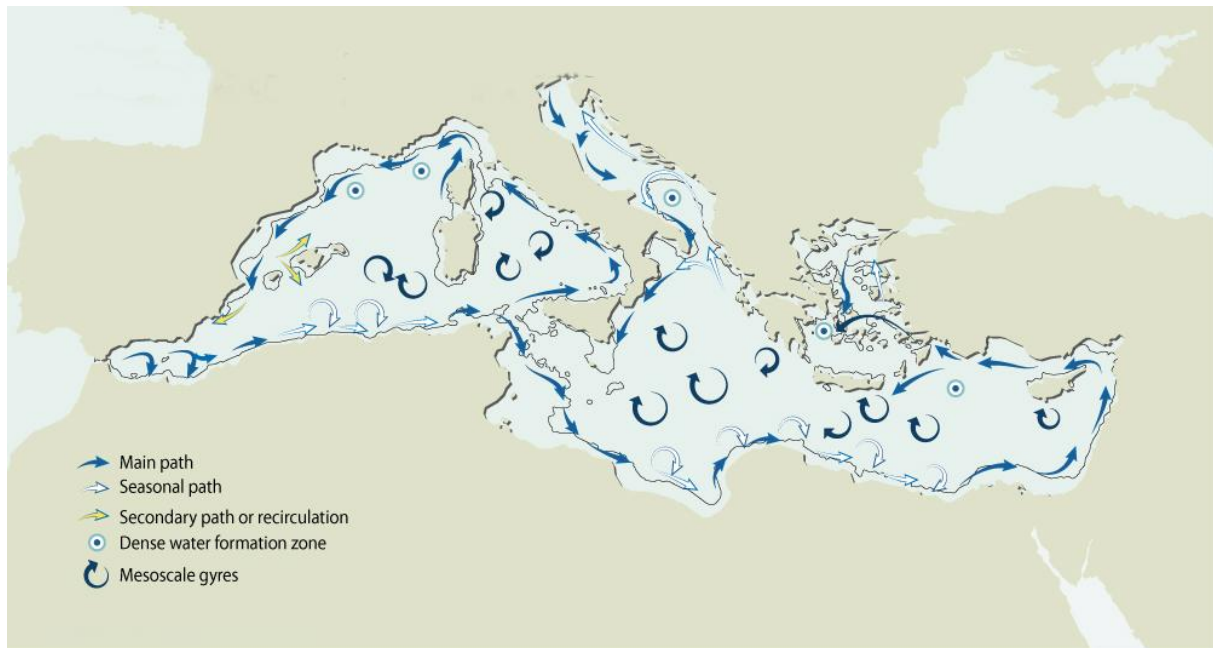 Main path
Seasonal path
Secondary path or recirculation
Dense water formation zone
Mesoscale gyres